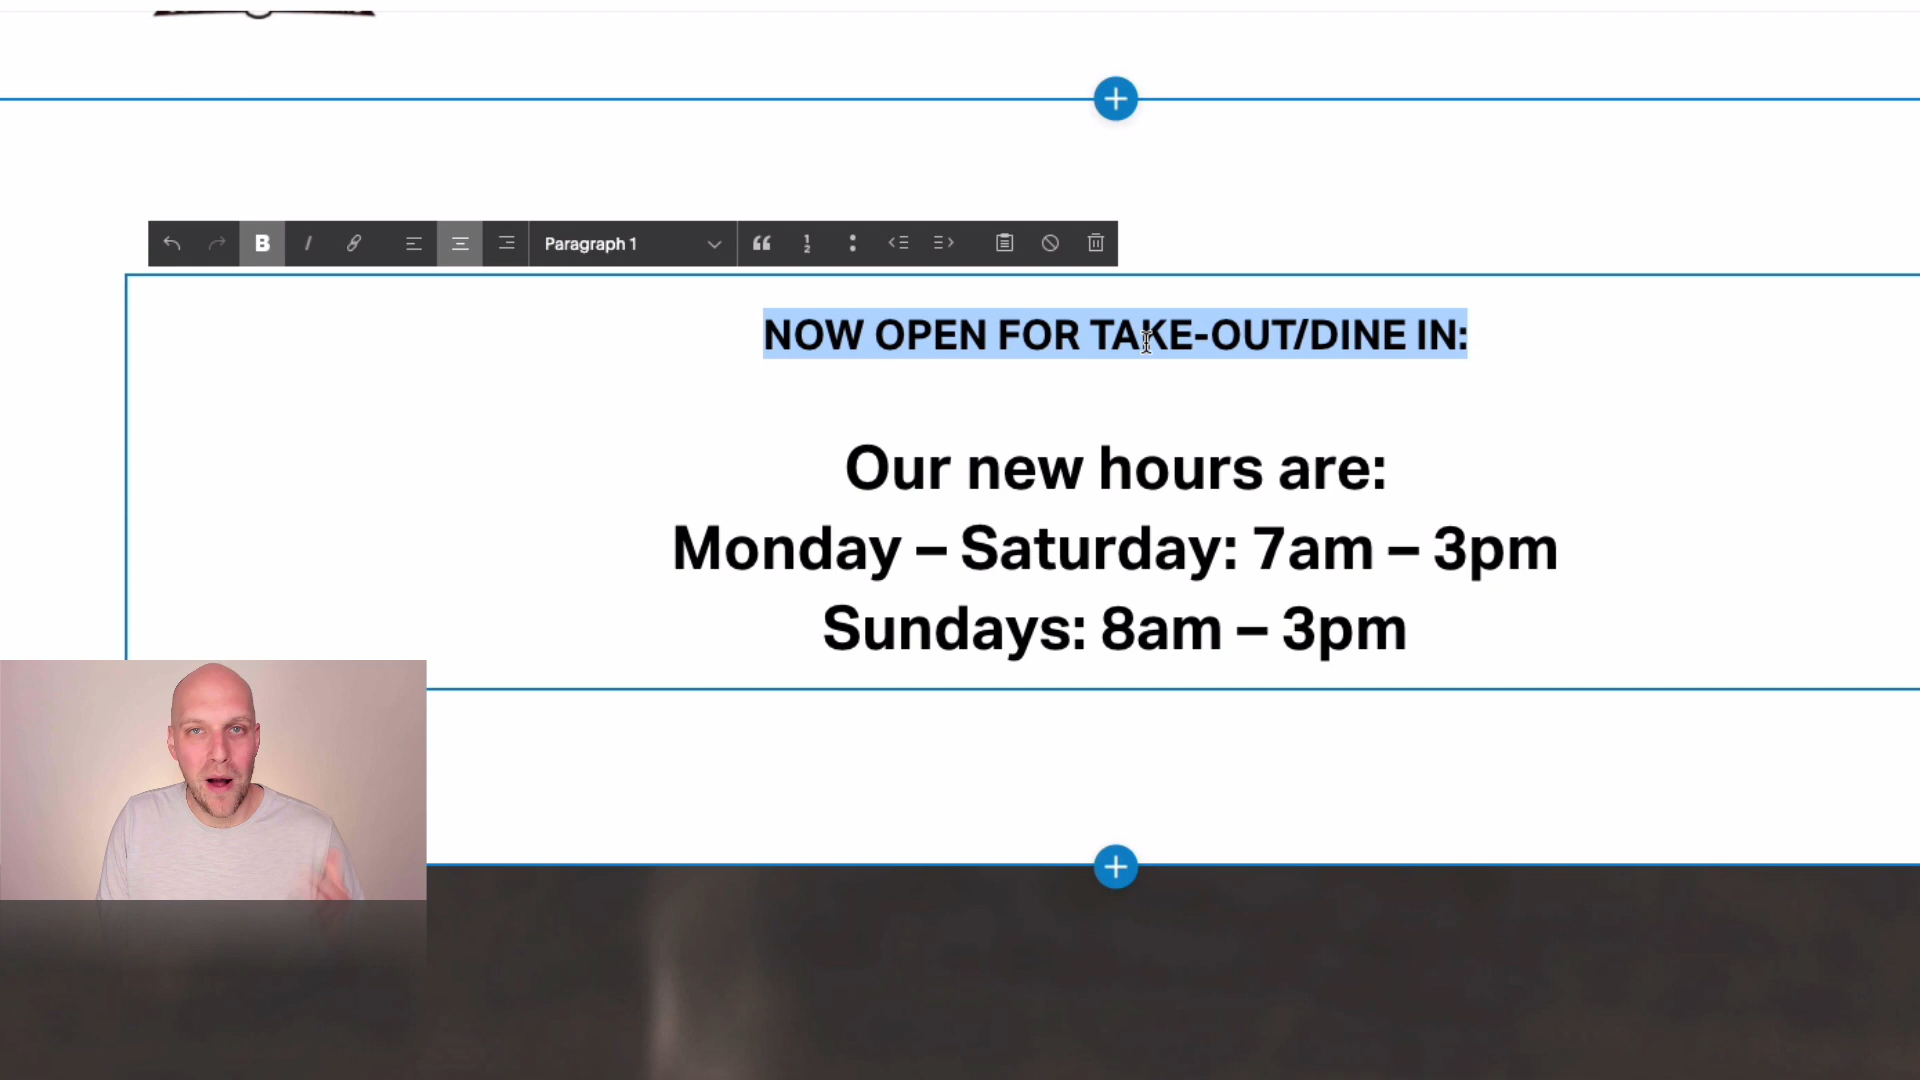 B I Paragraph 1
NOW OPEN FOR TAKE-OUT/DINE IN:
Our new hours are:
Monday – Saturday: 7am – 3pm
Sundays: 8am – 3pm